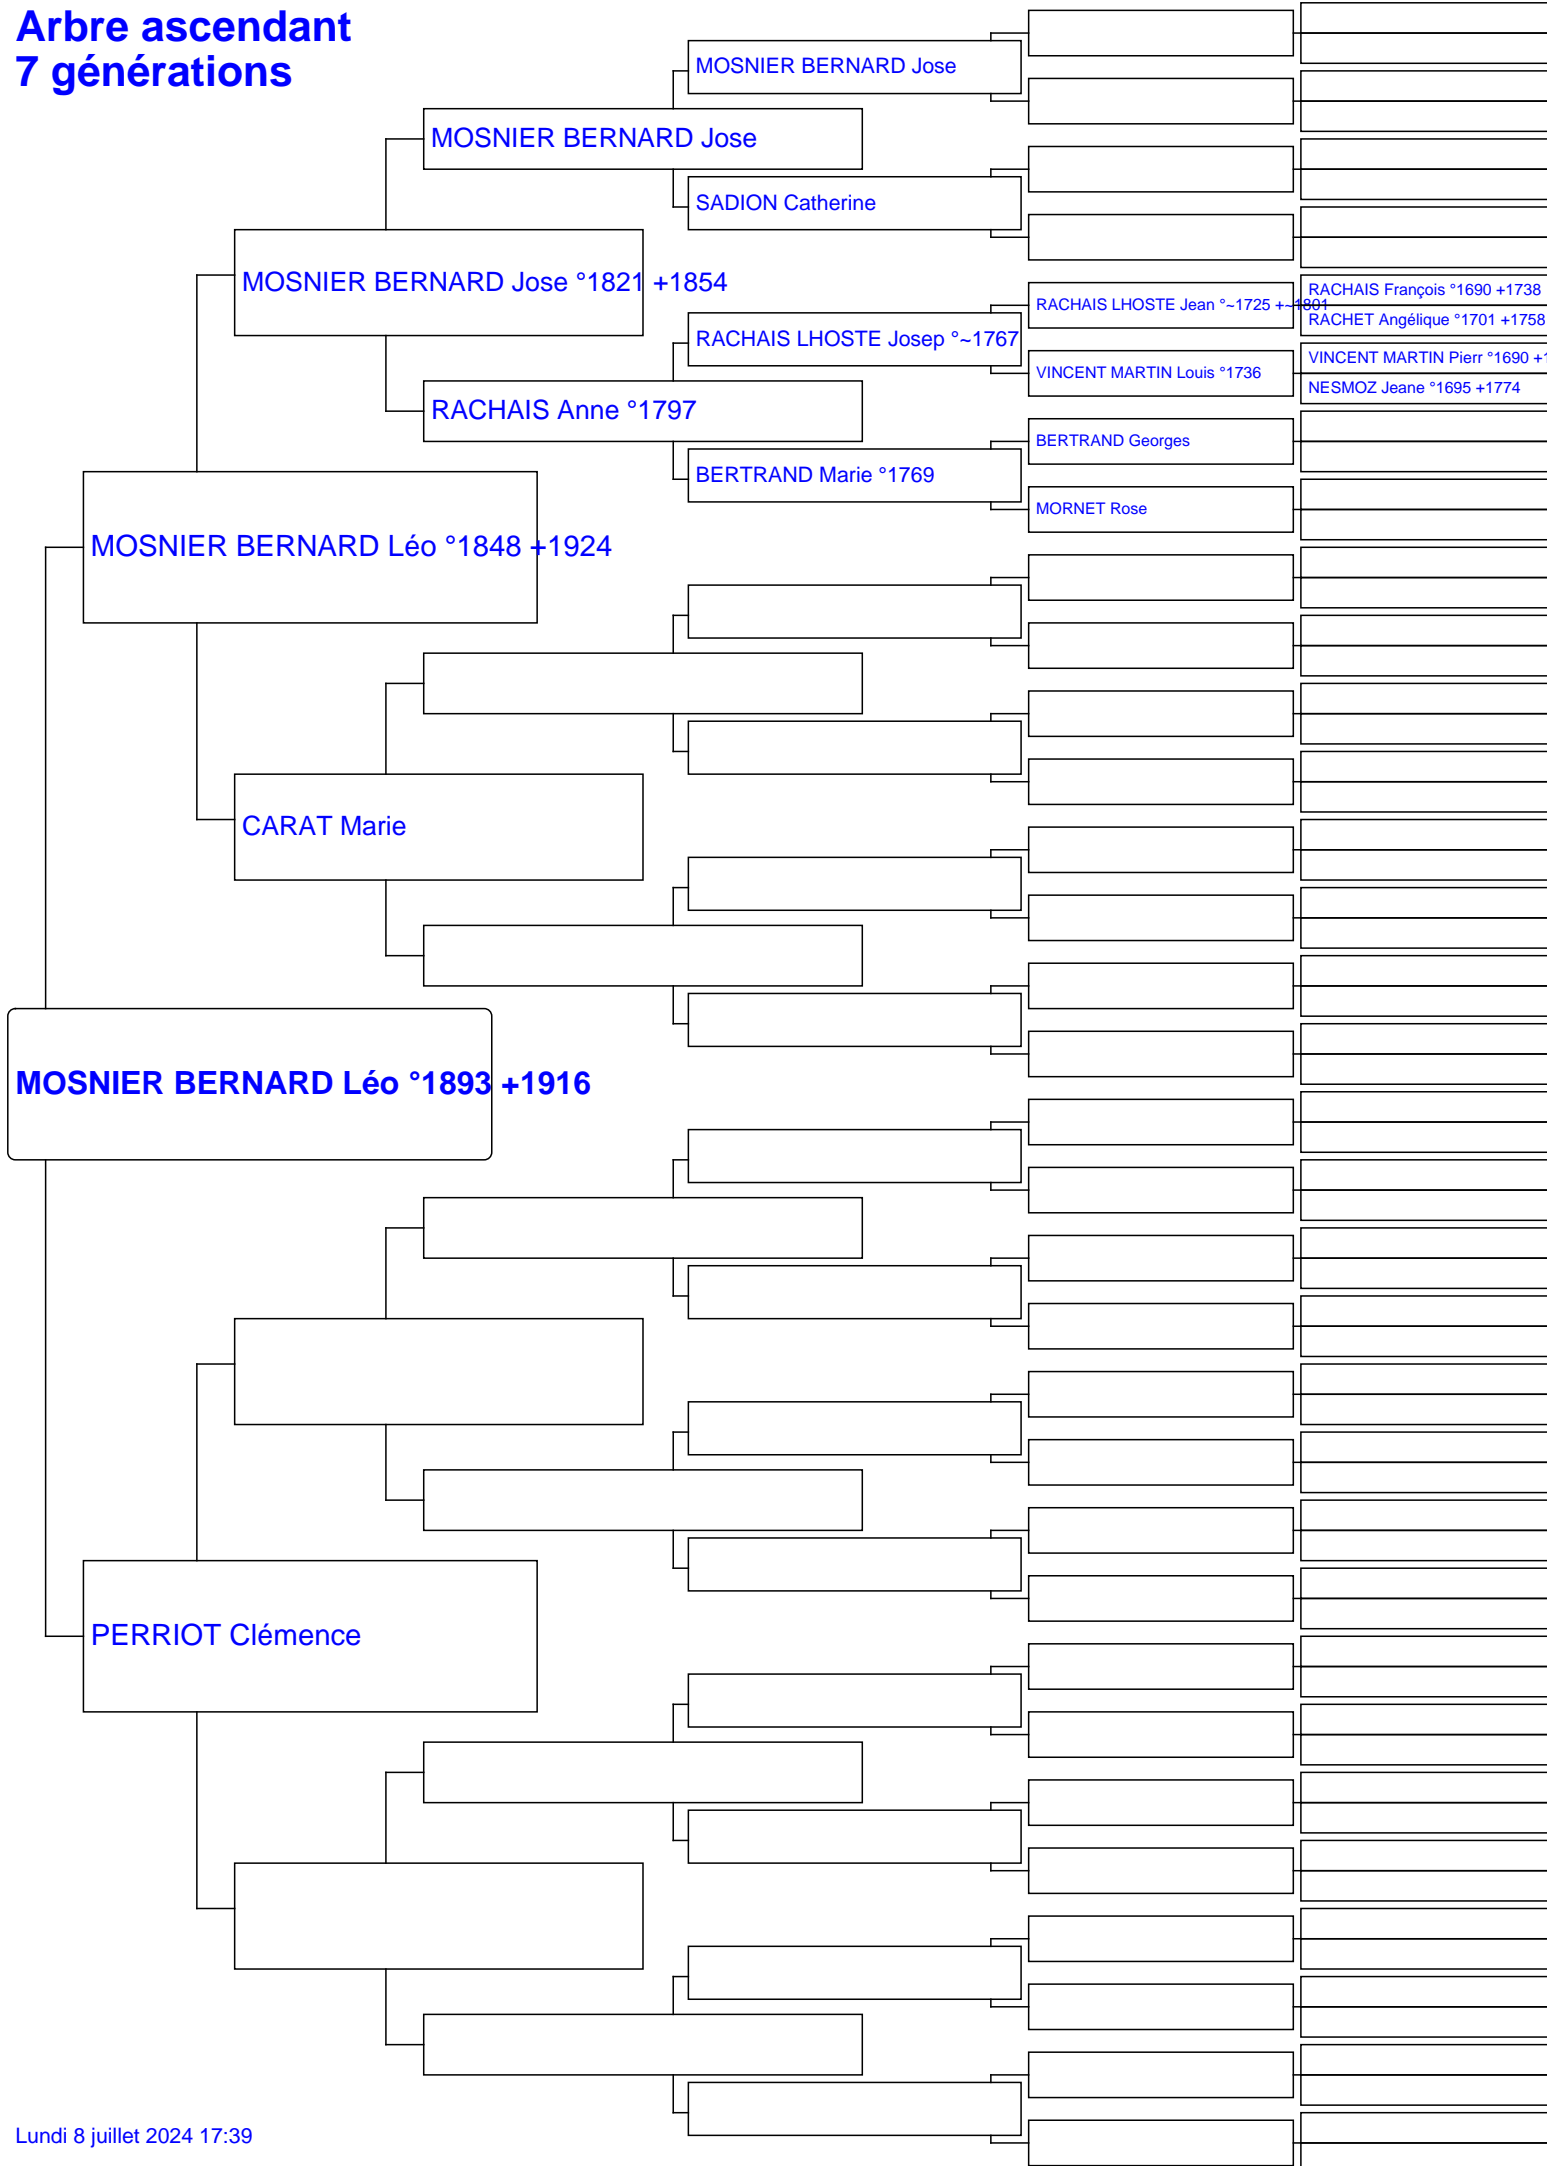 Arbre ascendant
7 générations
MOSNIER BERNARD Jose
MOSNIER BERNARD Jose
SADION Catherine
MOSNIER BERNARD Jose °1821 +1854
RACHAIS François °1690 +1738
RACHAIS LHOSTE Jean °~1725 +~1801
RACHET Angélique °1701 +1758
RACHAIS LHOSTE Josep °~1767
VINCENT MARTIN Pierr °1690 +1
VINCENT MARTIN Louis °1736
NESMOZ Jeane °1695 +1774
RACHAIS Anne °1797
BERTRAND Georges
BERTRAND Marie °1769
MORNET Rose
MOSNIER BERNARD Léo °1848 +1924
CARAT Marie
MOSNIER BERNARD Léo °1893 +1916
PERRIOT Clémence
Lundi 8 juillet 2024 17:39